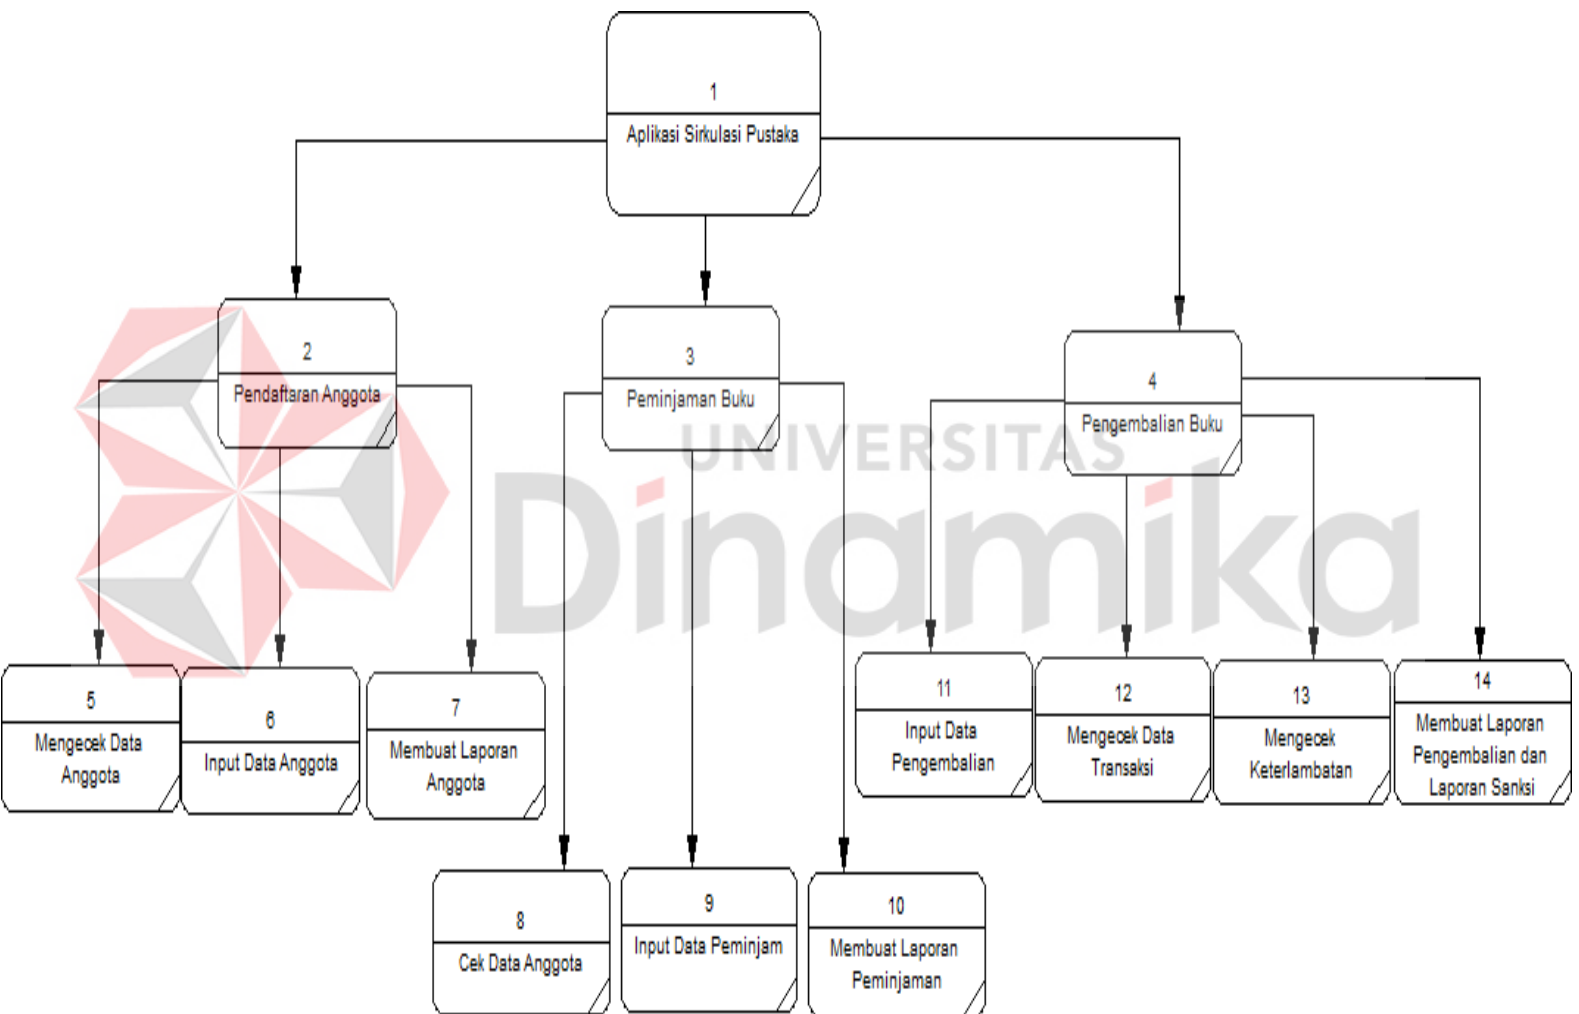 1
Aplikasi Sirkulasi Pustaka
2
Pendaftaran Anggota
3
Peminjaman Buku
4
Pengembalian Buku
UNIVERSITAS
Dinamika
5
Mengecek Data
Anggota
6
Input Data Anggota
7
Membuat Laporan
Anggota
11
Input Data
Pengembalian
12
Mengecek Data
Transaksi
13
Mengecek
Keterlambatan
14
Membuat Laporan
Pengembalian dan
Laporan Sanksi
8
Cek Data Anggota
9
Input Data Peminjam
10
Membuat Laporan
Peminjaman